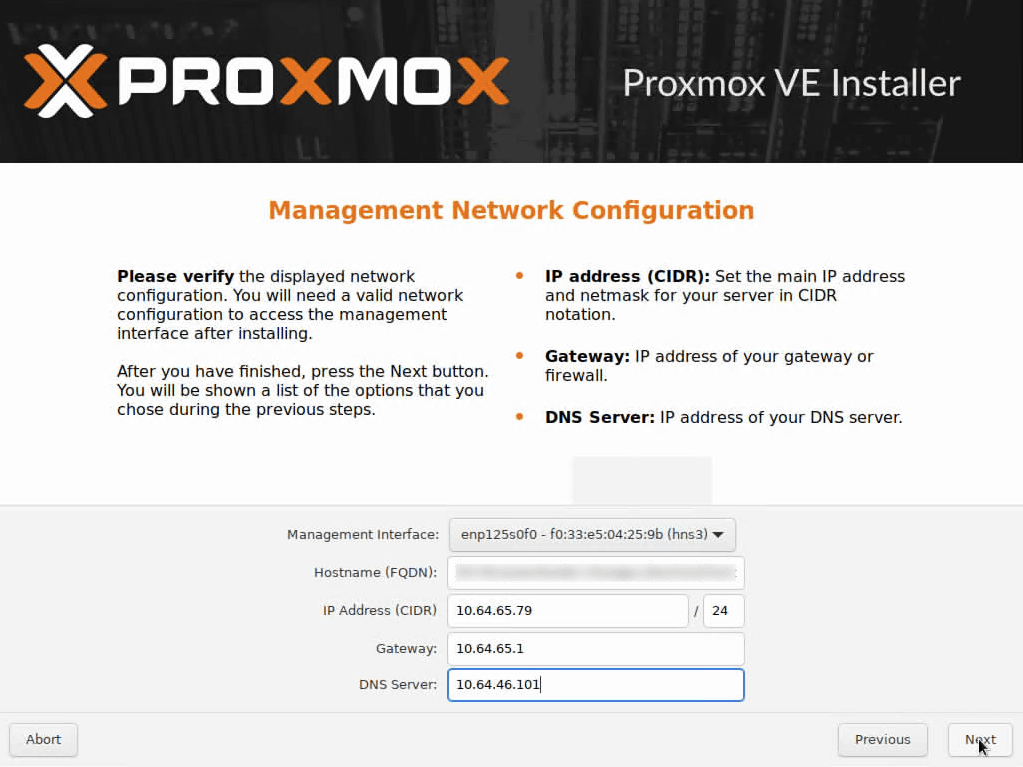 PROXMOX
Proxmox VE Installer
Management Network Configuration
Please verify the displayed network
configuration. You will need a valid network
configuration to access the management
interface after installing.
After you have finished, press the Next button.
You will be shown a list of the options that you
chose during the previous steps.
IP address (CIDR): Set the main IP address
and netmask for your server in CIDR
notation.
Gateway: IP address of your gateway or
firewall.
DNS Server: IP address of your DNS server.
Management Interface: enp125s0f0 - f0:33:e5:04:25:9b (hns3)
Hostname (FQDN):
IP Address (CIDR) 10.64.65.79 / 24
Gateway: 10.64.65.1
DNS Server: 10.64.46.101
Abort Previous Next